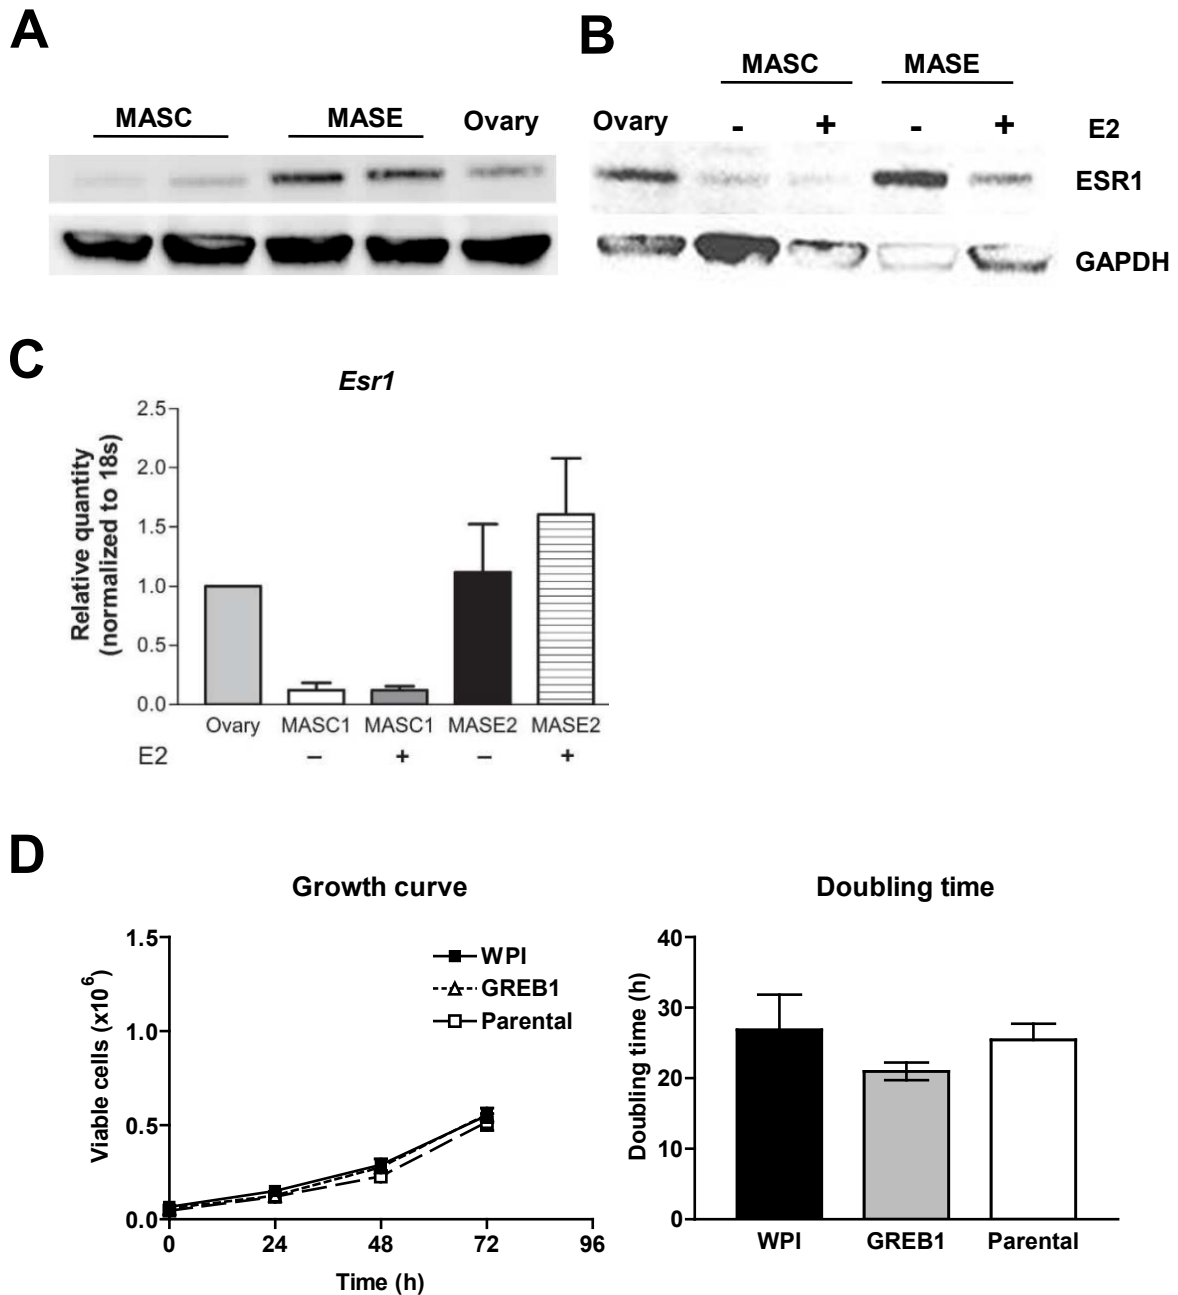 A
B
MASC
MASE
MASC
MASE
Ovary
Ovary
-
+
-
+
E2
ESR1
GAPDH
C
Esr1
Relative quantity
(normalized to 18s)
2.5
2.0
1.5
1.0
0.5
0.0
Ovary
MASC1
MASC1
MASE2
MASE2
E2
–
+
–
+
D
Growth curve
Viable cells (x10^6)
1.5
1.0
0.5
0.0
WPI
GREB1
Parental
0
24
48
72
96
Time (h)
Doubling time
Doubling time (h)
40
30
20
10
0
WPI
GREB1
Parental